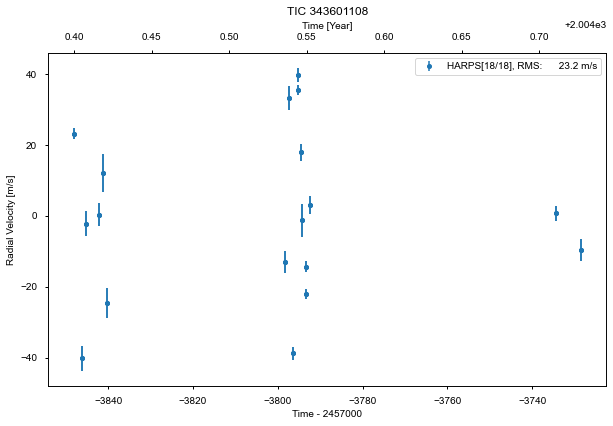 TIC 343601108
Time [Year]
+2.004e3
0.40 0.45 0.50 0.55 0.60 0.65 0.70
HARPS[18/18], RMS: 23.2 m/s
Radial Velocity [m/s]
40
20
0
−20
−40
−3840 −3820 −3800 −3780 −3760 −3740
Time - 2457000